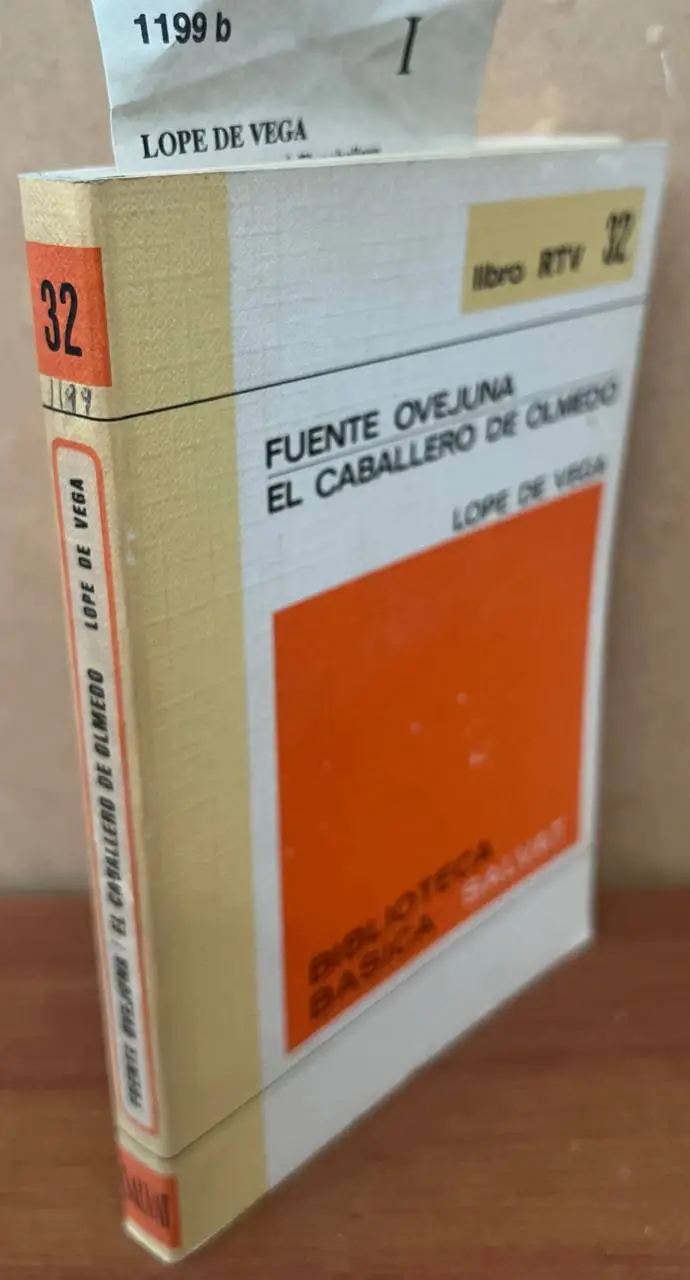 1199 b
I
LOPE DE VEGA
32
1199
FUENTE OVEJUNA / EL CABALLERO DE OLMEDO LOPE DE VEGA
SALVAT
libro RTV 32
FUENTE OVEJUNA
EL CABALLERO DE OLMEDO
LOPE DE VEGA
BIBLIOTECA
BASICA SALVAT